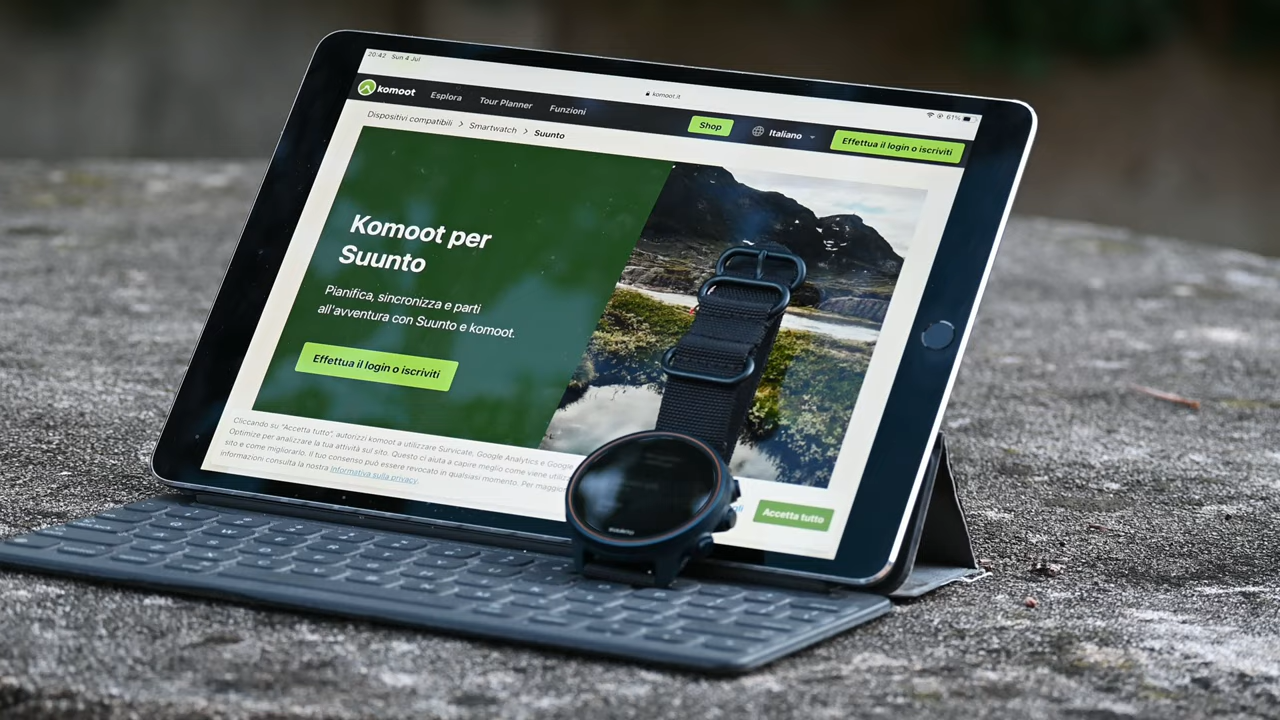 20:42 Sun 4 Jul
komoot.it
61%
komoot
Esplora
Tour Planner
Funzioni
Shop
Italiano
Effettua il login o iscriviti
Dispositivi compatibili > Smartwatch > Suunto
Komoot per
Suunto
Pianifica, sincronizza e parti
all'avventura con Suunto e komoot.
Effettua il login o iscriviti
Cliccando su "Accetta tutto", autorizzi komoot a utilizzare Survicate, Google Analytics e Google
Optimize per analizzare la tua attività sul sito. Questo ci aiuta a capire meglio come viene
sito e come migliorarlo. Il tuo consenso può essere revocato in qualsiasi momento. Per
informazioni consulta la nostra Informativa sulla privacy.
Accetta tutto
SUUNTO